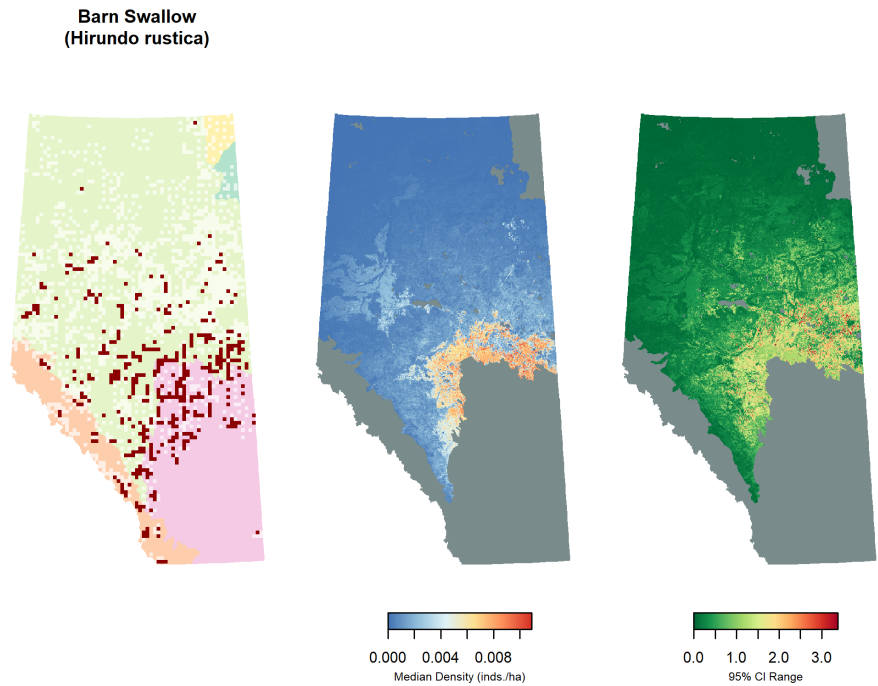 Barn Swallow
(Hirundo rustica)
0.000 0.004 0.008
Median Density (inds./ha)
0.0 1.0 2.0 3.0
95% CI Range